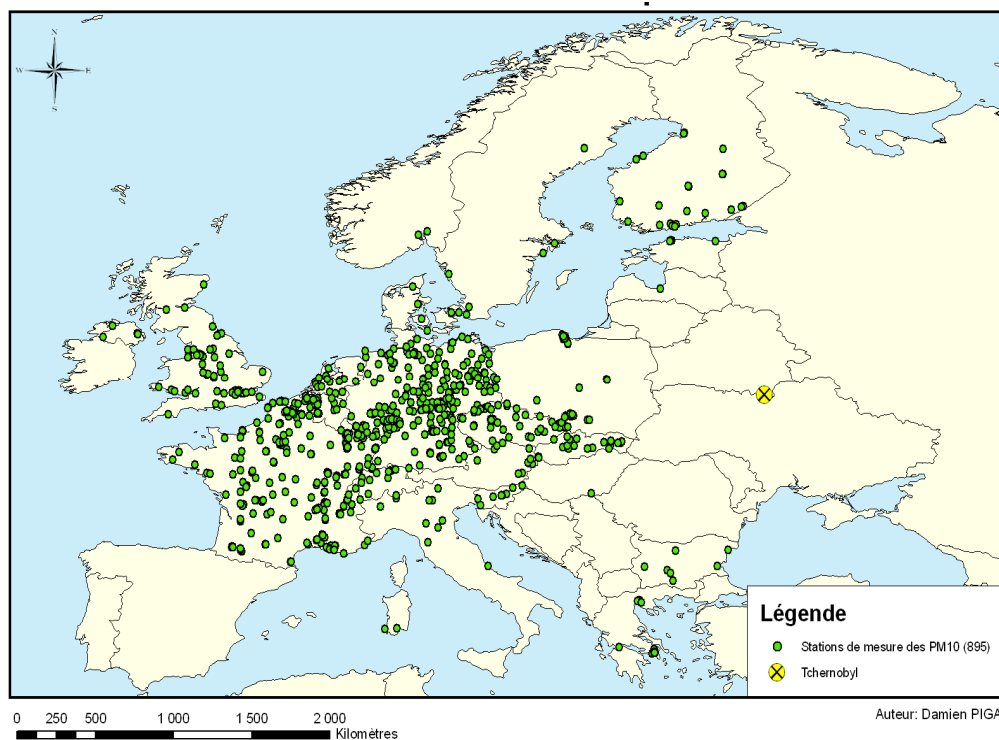 N
W E
S
Légende
Stations de mesure des PM10 (895)
Tchernobyl
0 250 500 1 000 1 500 2 000
Kilomètres
Auteur: Damien PIGA